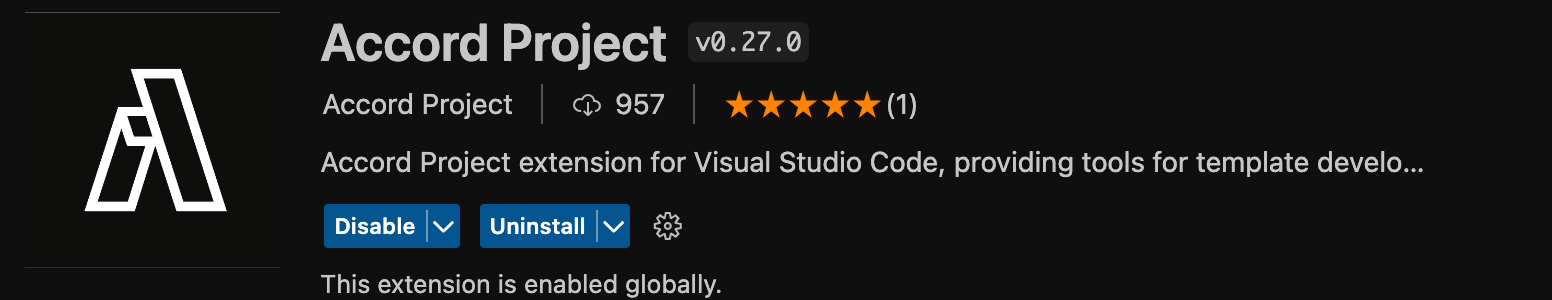 Accord Project v0.27.0
Accord Project 957 (1)
Accord Project extension for Visual Studio Code, providing tools for template develo...
Disable Uninstall
This extension is enabled globally.